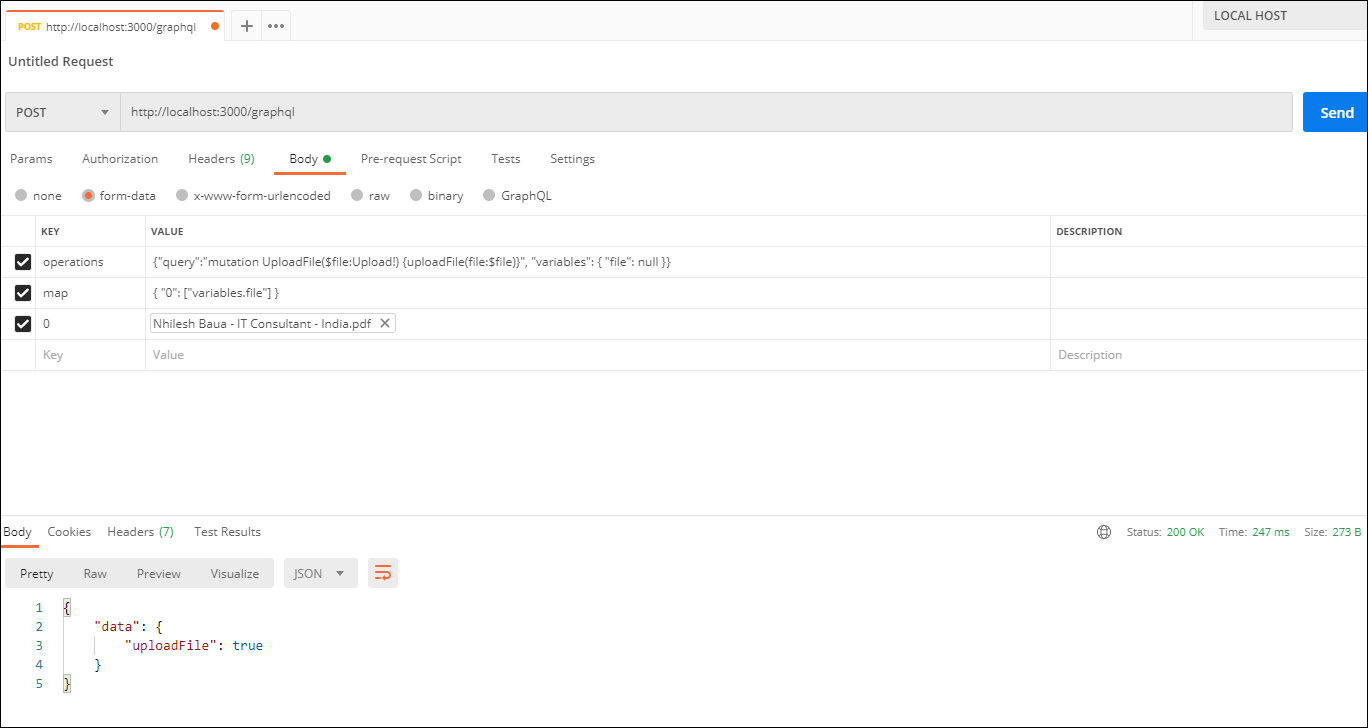 POST http://localhost:3000/graphql
LOCAL HOST
Untitled Request
POST http://localhost:3000/graphql Send
Params Authorization Headers (9) Body Pre-request Script Tests Settings
none form-data x-www-form-urlencoded raw binary GraphQL
KEY VALUE DESCRIPTION
operations {"query":"mutation UploadFile($file:Upload!) {uploadFile(file:$file)}", "variables": { "file": null }}
map { "0": ["variables.file"] }
0 Nhilesh Baua - IT Consultant - India.pdf
Key Value Description
Body Cookies Headers (7) Test Results Status: 200 OK Time: 247 ms Size: 273 B
Pretty Raw Preview Visualize JSON
1 {
2 "data": {
3 "uploadFile": true
4 }
5 }